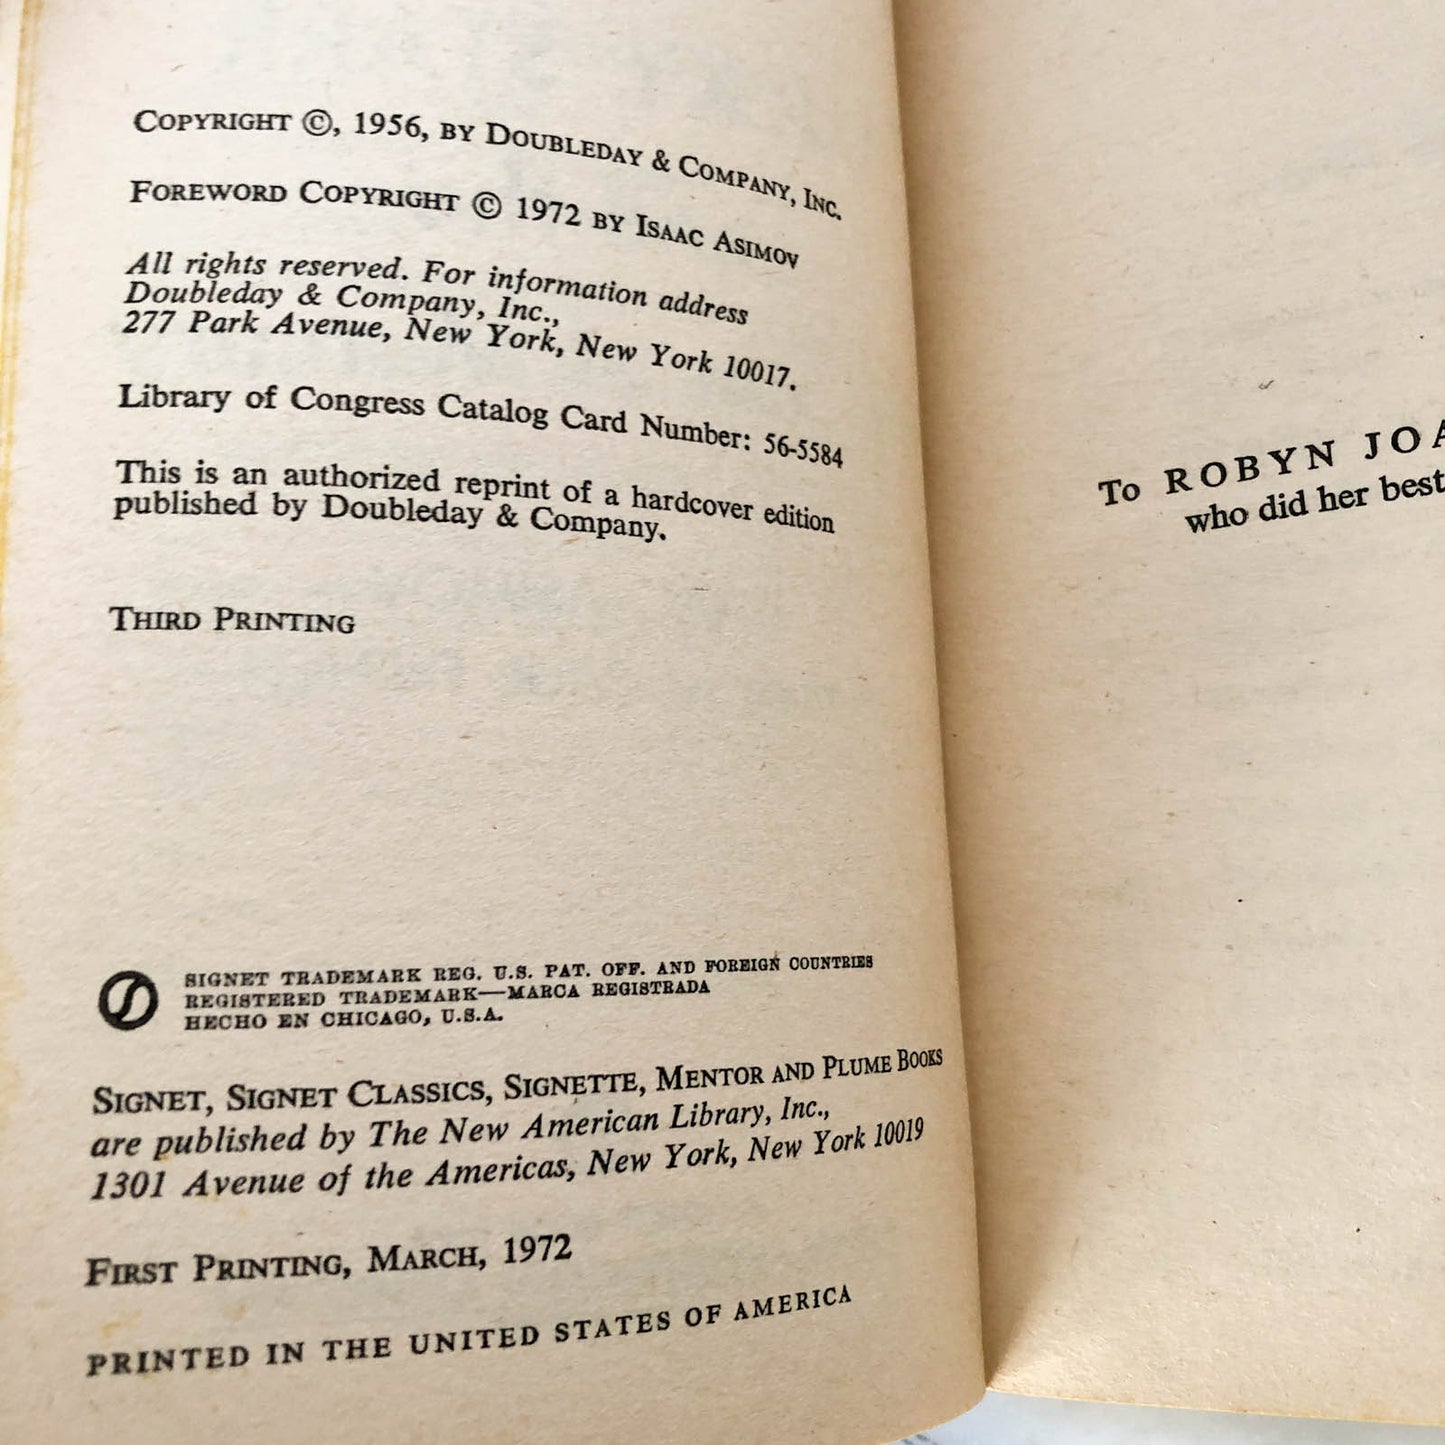 COPYRIGHT ©, 1956, BY DOUBLEDAY & COMPANY, INC.
FOREWORD COPYRIGHT © 1972 BY ISAAC ASIMOV
All rights reserved. For information address
Doubleday & Company, Inc.,
277 Park Avenue, New York, New York 10017.
Library of Congress Catalog Card Number: 56-5584
This is an authorized reprint of a hardcover edition
published by Doubleday & Company.
THIRD PRINTING
SIGNET TRADEMARK REG. U.S. PAT. OFF. AND FOREIGN COUNTRIES
REGISTERED TRADEMARK—MARCA REGISTRADA
HECHO EN CHICAGO, U.S.A.
SIGNET, SIGNET CLASSICS, SIGNETTE, MENTOR AND PLUME BOOKS
are published by The New American Library, Inc.,
1301 Avenue of the Americas, New York, New York 10019
FIRST PRINTING, MARCH, 1972
PRINTED IN THE UNITED STATES OF AMERICA
To ROBYN
who did her best